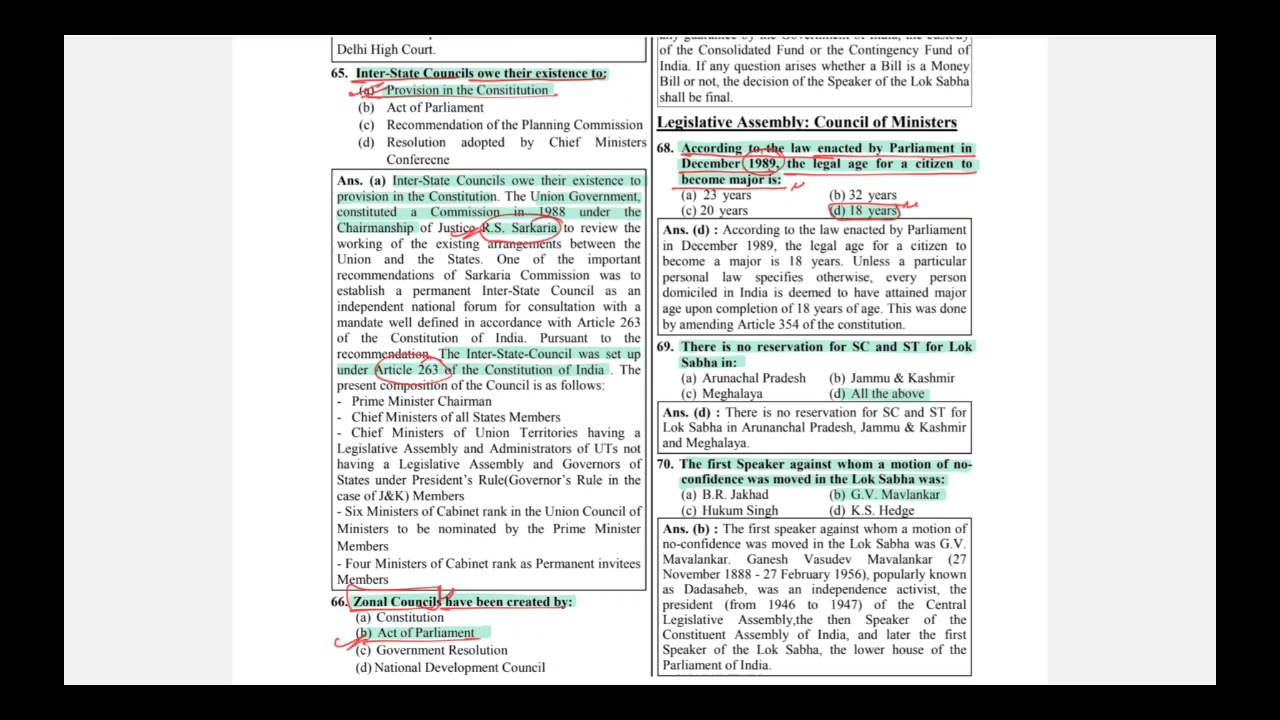 Delhi High Court.
65. Inter-State Councils owe their existence to:
(a) Provision in the Consititution
(b) Act of Parliament
(c) Recommendation of the Planning Commission
(d) Resolution adopted by Chief Ministers
Conferecne
Ans. (a) Inter-State Councils owe their existence to
provision in the Constitution. The Union Government,
constituted a Commission in 1988 under the
Chairmanship of Justice R.S. Sarkaria to review the
working of the existing arrangements between the
Union and the States. One of the important
recommendations of Sarkaria Commission was to
establish a permanent Inter-State Council as an
independent national forum for consultation with a
mandate well defined in accordance with Article 263
of the Constitution of India. Pursuant to the
recommendation, The Inter-State-Council was set up
under Article 263 of the Constitution of India . The
present composition of the Council is as follows:
- Prime Minister Chairman
- Chief Ministers of all States Members
- Chief Ministers of Union Territories having a
Legislative Assembly and Administrators of UTs not
having a Legislative Assembly and Governors of
States under President's Rule(Governor's Rule in the
case of J&K) Members
- Six Ministers of Cabinet rank in the Union Council of
Ministers to be nominated by the Prime Minister
Members
- Four Ministers of Cabinet rank as Permanent invitees
Members
66. Zonal Councils have been created by:
(a) Constitution
(b) Act of Parliament
(c) Government Resolution
(d) National Development Council
any guarantee by the Government of India, the custody
of the Consolidated Fund or the Contingency Fund of
India. If any question arises whether a Bill is a Money
Bill or not, the decision of the Speaker of the Lok Sabha
shall be final.
Legislative Assembly: Council of Ministers
68. According to the law enacted by Parliament in
December 1989, the legal age for a citizen to
become major is:
(a) 23 years (b) 32 years
(c) 20 years (d) 18 years
Ans. (d) : According to the law enacted by Parliament
in December 1989, the legal age for a citizen to
become a major is 18 years. Unless a particular
personal law specifies otherwise, every person
domiciled in India is deemed to have attained major
age upon completion of 18 years of age. This was done
by amending Article 354 of the constitution.
69. There is no reservation for SC and ST for Lok
Sabha in:
(a) Arunachal Pradesh (b) Jammu & Kashmir
(c) Meghalaya (d) All the above
Ans. (d) : There is no reservation for SC and ST for
Lok Sabha in Arunanchal Pradesh, Jammu & Kashmir
and Meghalaya.
70. The first Speaker against whom a motion of no-
confidence was moved in the Lok Sabha was:
(a) B.R. Jakhad (b) G.V. Mavlankar
(c) Hukum Singh (d) K.S. Hedge
Ans. (b) : The first speaker against whom a motion of
no-confidence was moved in the Lok Sabha was G.V.
Mavalankar. Ganesh Vasudev Mavalankar (27
November 1888 - 27 February 1956), popularly known
as Dadasaheb, was an independence activist, the
president (from 1946 to 1947) of the Central
Legislative Assembly,the then Speaker of the
Constituent Assembly of India, and later the first
Speaker of the Lok Sabha, the lower house of the
Parliament of India.